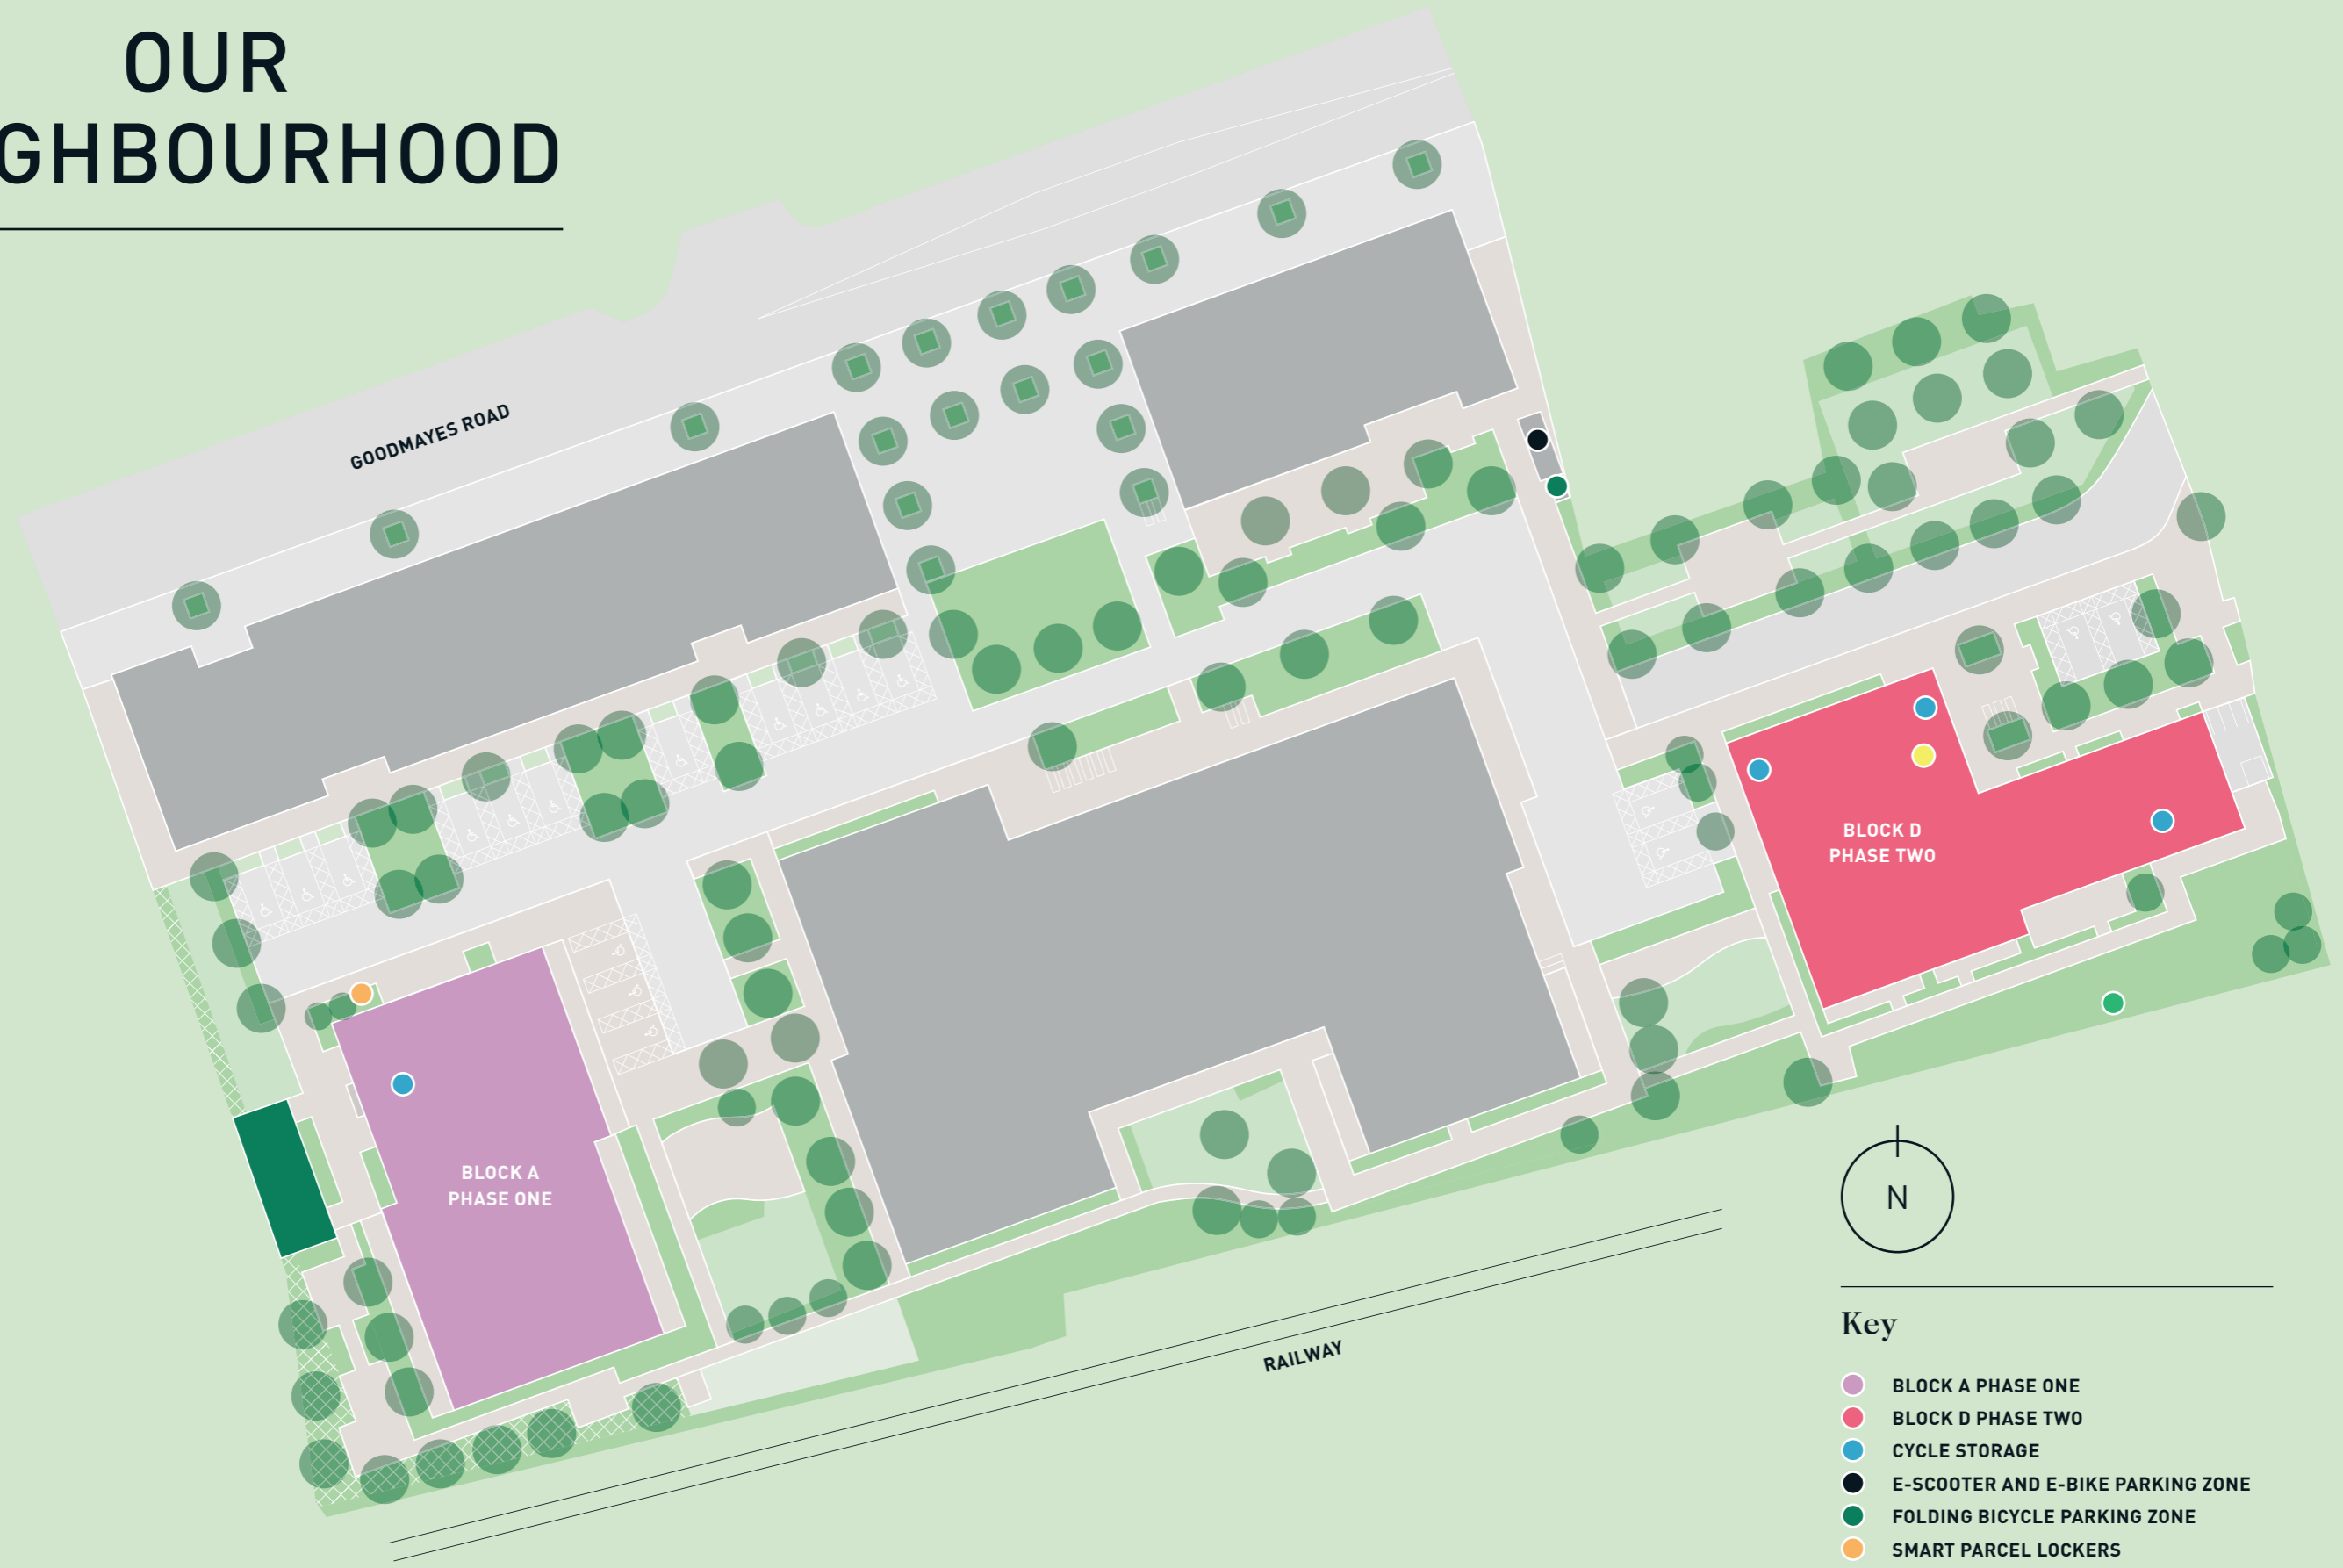 OUR
GHBOURHOOD
GOODMAYES ROAD
BLOCK D
PHASE TWO
BLOCK A
PHASE ONE
N
RAILWAY
Key
BLOCK A PHASE ONE
BLOCK D PHASE TWO
CYCLE STORAGE
E-SCOOTER AND E-BIKE PARKING ZONE
FOLDING BICYCLE PARKING ZONE
SMART PARCEL LOCKERS